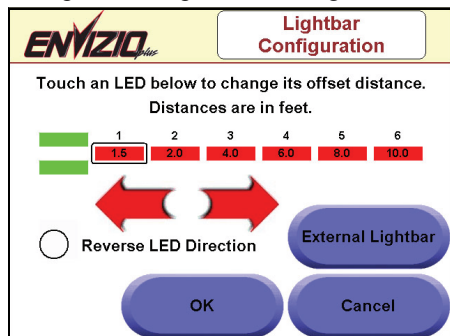 ENVIZIO plus
Lightbar
Configuration
Touch an LED below to change its offset distance.
Distances are in feet.
1 2 3 4 5 6
1.5 2.0 4.0 6.0 8.0 10.0
Reverse LED Direction
External Lightbar
OK
Cancel